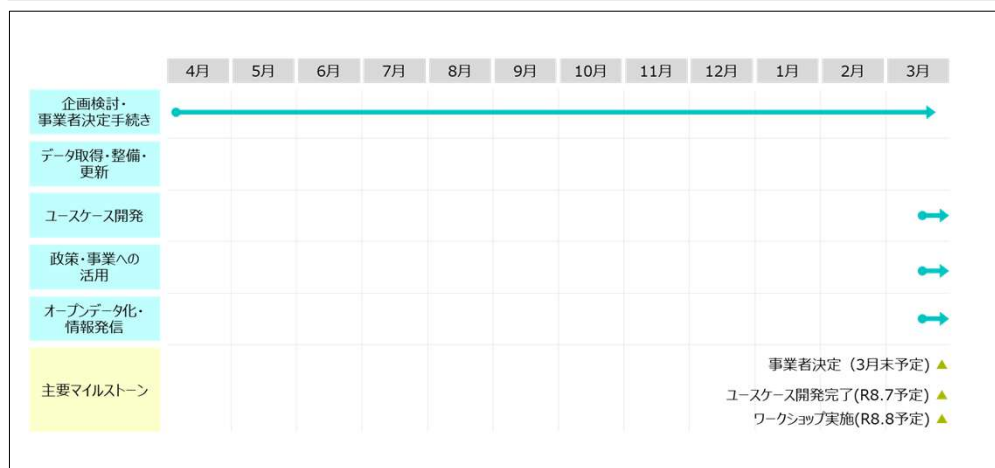 4月 5月 6月 7月 8月 9月 10月 11月 12月 1月 2月 3月
企画検討・
事業者決定手続き
データ取得・整備・
更新
ユースケース開発
政策・事業への
活用
オープンデータ化・
情報発信
主要マイルストーン
事業者決定（3月末予定) ▲
ユースケース開発完了(R8.7予定) ▲
ワークショップ実施(R8.8予定) ▲